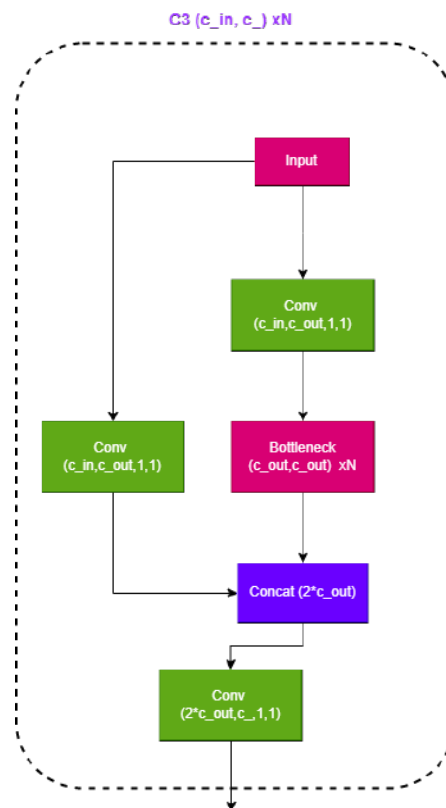 C3 (c_in, c_) xN
Input
Conv
(c_in,c_out,1,1)
Conv
(c_in,c_out,1,1)
Bottleneck
(c_out,c_out) xN
Concat (2*c_out)
Conv
(2*c_out,c_,1,1)